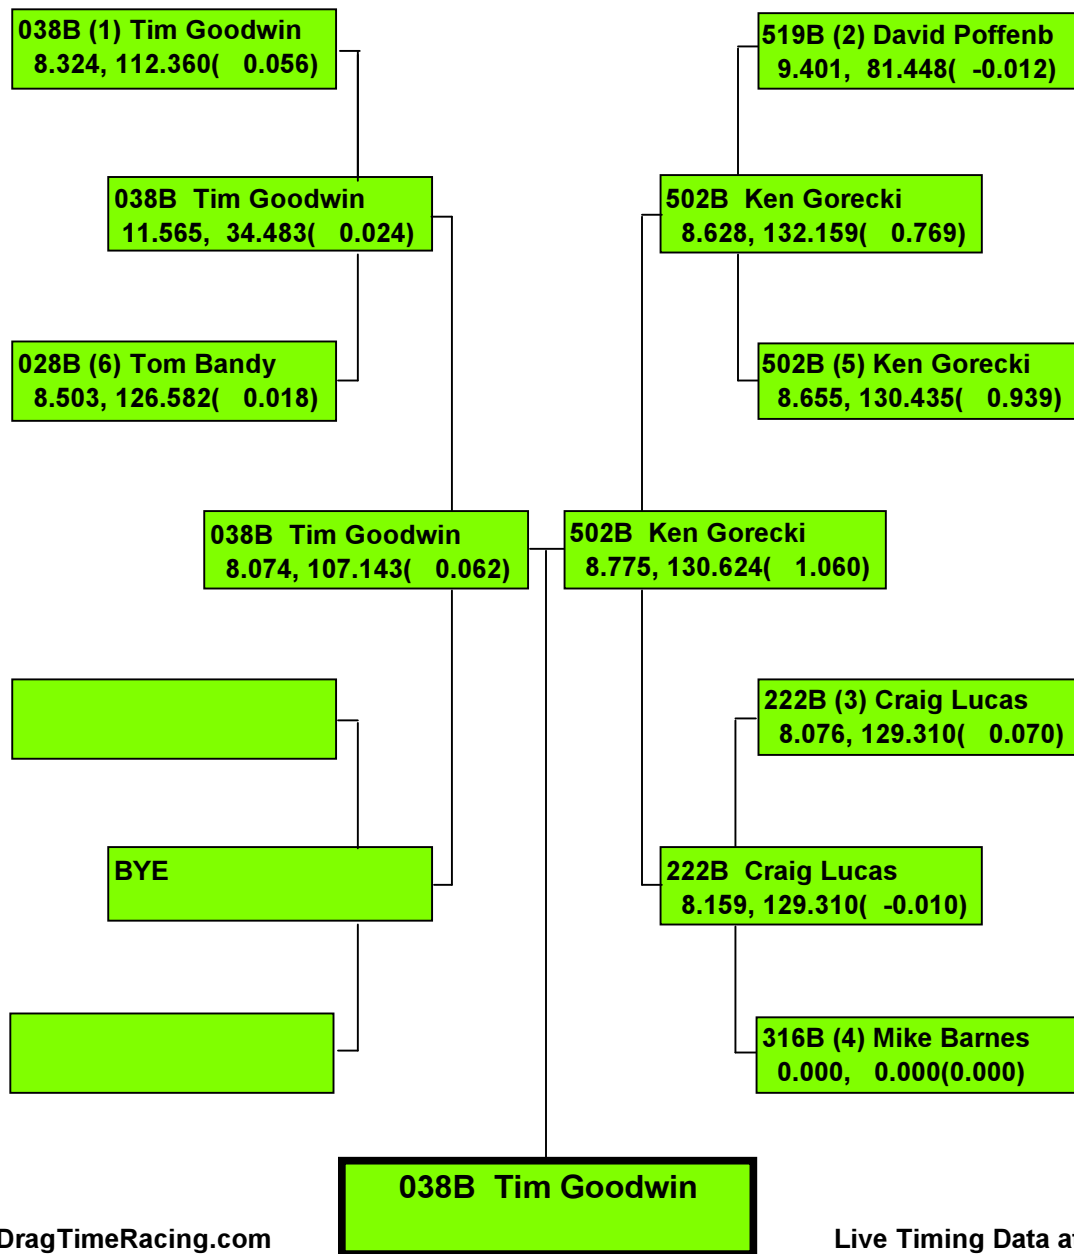 038B (1) Tim Goodwin
8.324, 112.360( 0.056)
519B (2) David Poffenb
9.401, 81.448( -0.012)
038B Tim Goodwin
11.565, 34.483( 0.024)
502B Ken Gorecki
8.628, 132.159( 0.769)
028B (6) Tom Bandy
8.503, 126.582( 0.018)
502B (5) Ken Gorecki
8.655, 130.435( 0.939)
038B Tim Goodwin
8.074, 107.143( 0.062)
502B Ken Gorecki
8.775, 130.624( 1.060)
222B (3) Craig Lucas
8.076, 129.310( 0.070)
BYE
222B Craig Lucas
8.159, 129.310( -0.010)
316B (4) Mike Barnes
0.000, 0.000(0.000)
038B Tim Goodwin
DragTimeRacing.com
Live Timing Data at